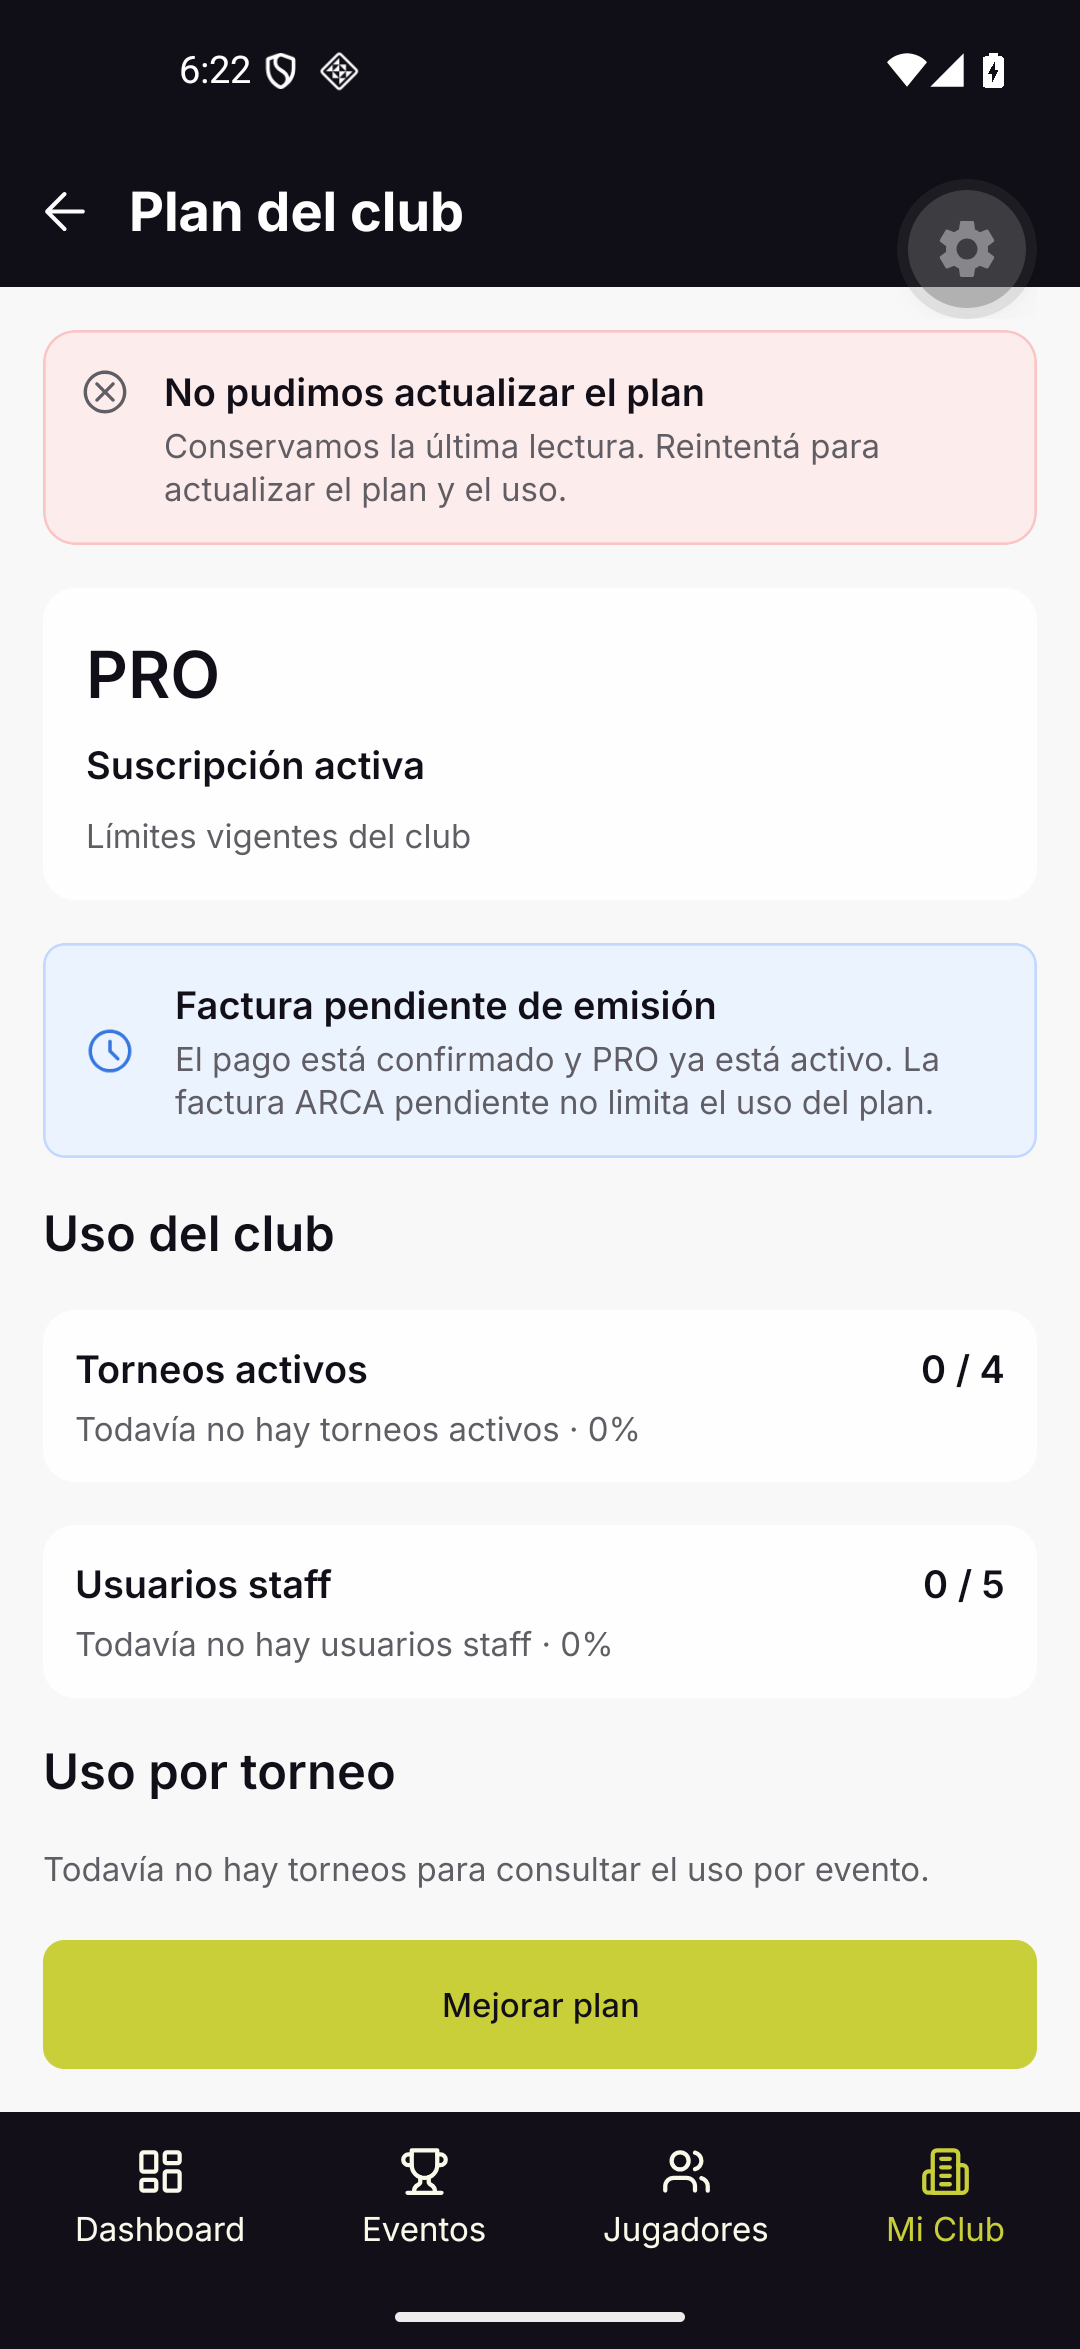 6:22
Plan del club
No pudimos actualizar el plan
Conservamos la última lectura. Reintentá para
actualizar el plan y el uso.
PRO
Suscripción activa
Límites vigentes del club
Factura pendiente de emisión
El pago está confirmado y PRO ya está activo. La
factura ARCA pendiente no limita el uso del plan.
Uso del club
Torneos activos 0 / 4
Todavía no hay torneos activos · 0%
Usuarios staff 0 / 5
Todavía no hay usuarios staff · 0%
Uso por torneo
Todavía no hay torneos para consultar el uso por evento.
Mejorar plan
Dashboard Eventos Jugadores Mi Club